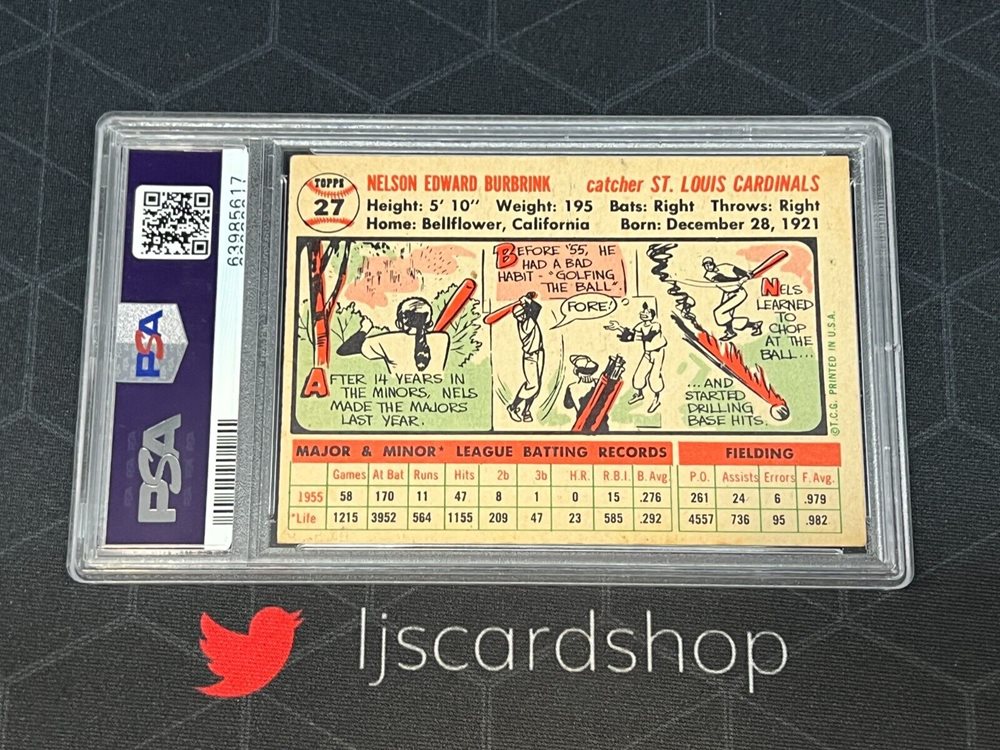 63985617
PSA
PSA
TOPPS
27
NELSON EDWARD BURBRINK catcher ST. LOUIS CARDINALS
Height: 5' 10" Weight: 195 Bats: Right Throws: Right
Home: Bellflower, California Born: December 28, 1921
AFTER 14 YEARS IN
THE MINORS, NELS
MADE THE MAJORS
LAST YEAR.
BEFORE '55, HE
HAD A BAD
HABIT - "GOLFING
THE BALL".
FORE!
NELS
LEARNED
TO
CHOP
AT THE
BALL...
...AND
STARTED
DRILLING
BASE HITS.
©T.C.G. PRINTED IN U.S.A.
MAJOR & MINOR* LEAGUE BATTING RECORDS FIELDING
Games At Bat Runs Hits 2b 3b H.R. R.B.I. B. Avg. P.O. Assists Errors F. Avg.
1955 58 170 11 47 8 1 0 15 .276 261 24 6 .979
*Life 1215 3952 564 1155 209 47 23 585 .292 4557 736 95 .982
ljscardshop